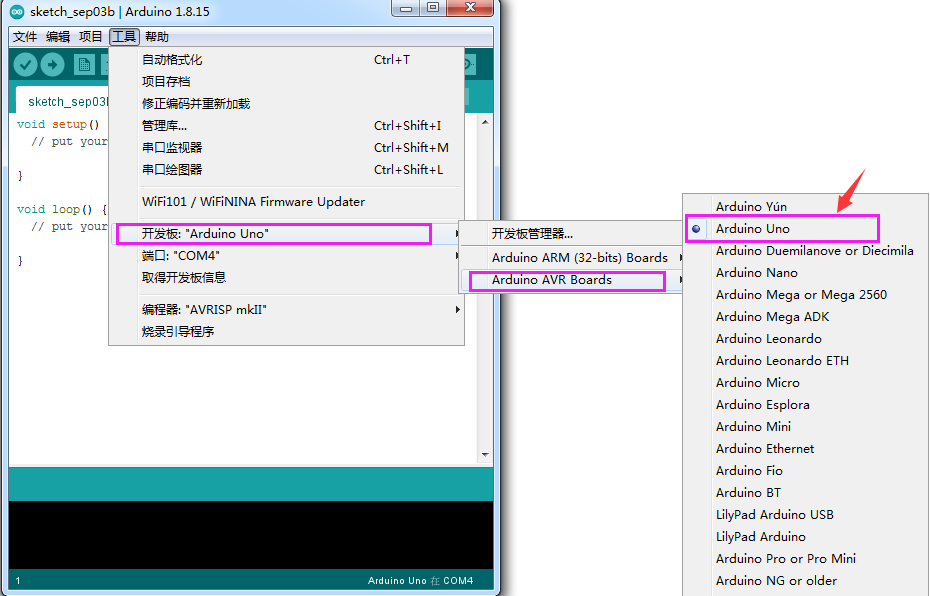 sketch_sep03b | Arduino 1.8.15
文件 编辑 项目 工具 帮助
sketch_sep03b
void setup()
// put your
}
void loop() {
// put your
}
自动格式化 Ctrl+T
项目存档
修正编码并重新加载
管理库... Ctrl+Shift+I
串口监视器 Ctrl+Shift+M
串口绘图器 Ctrl+Shift+L
WiFi101 / WiFiNINA Firmware Updater
开发板: "Arduino Uno"
端口: "COM4"
取得开发板信息
编程器: "AVRISP mkII"
烧录引导程序
开发板管理器...
Arduino ARM (32-bits) Boards
Arduino AVR Boards
Arduino Yún
Arduino Uno
Arduino Duemilanove or Diecimila
Arduino Nano
Arduino Mega or Mega 2560
Arduino Mega ADK
Arduino Leonardo
Arduino Leonardo ETH
Arduino Micro
Arduino Esplora
Arduino Mini
Arduino Ethernet
Arduino Fio
Arduino BT
LilyPad Arduino USB
LilyPad Arduino
Arduino Pro or Pro Mini
Arduino NG or older
1 Arduino Uno 在 COM4